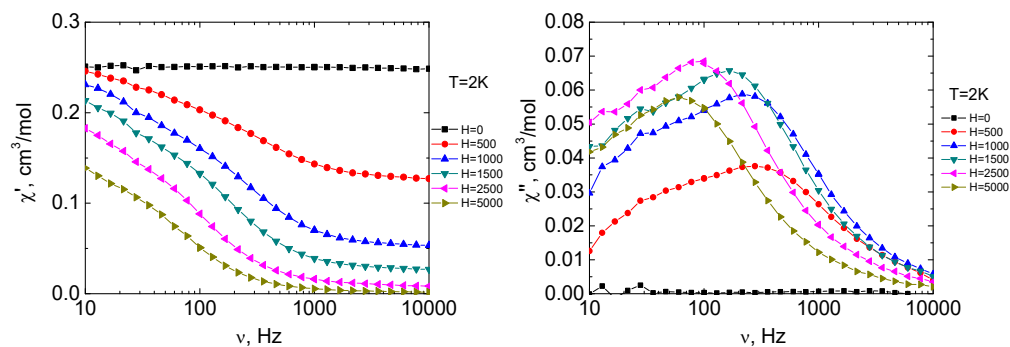 0.3
0.2
0.1
0.0
χ', cm³/mol
10
100
1000
10000
ν, Hz
T=2K
H=0
H=500
H=1000
H=1500
H=2500
H=5000
0.08
0.07
0.06
0.05
0.04
0.03
0.02
0.01
0.00
χ", cm³/mol
10
100
1000
10000
ν, Hz
T=2K
H=0
H=500
H=1000
H=1500
H=2500
H=5000